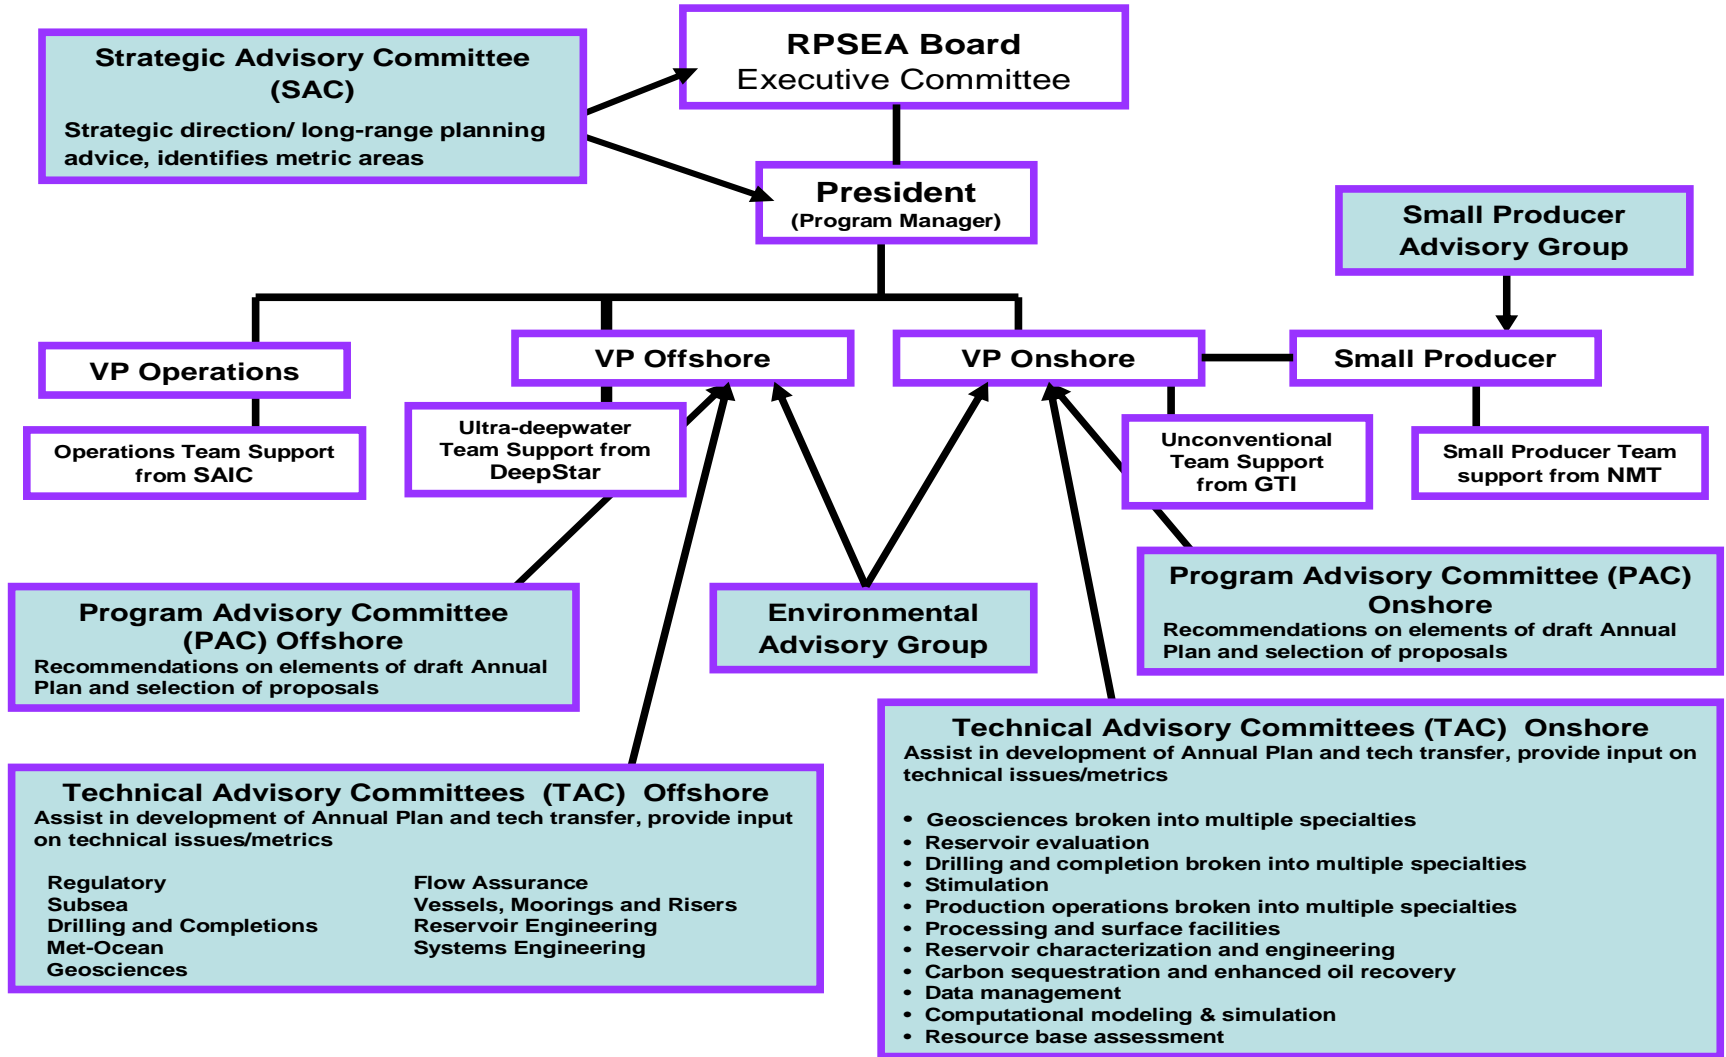 Strategic Advisory Committee
(SAC)
Strategic direction/ long-range planning
advice, identifies metric areas
RPSEA Board
Executive Committee
President
(Program Manager)
Small Producer
Advisory Group
VP Operations
VP Offshore
VP Onshore
Small Producer
Operations Team Support
from SAIC
Ultra-deepwater
Team Support from
DeepStar
Unconventional
Team Support
from GTI
Small Producer Team
support from NMT
Program Advisory Committee
(PAC) Offshore
Recommendations on elements of draft Annual
Plan and selection of proposals
Environmental
Advisory Group
Program Advisory Committee (PAC)
Onshore
Recommendations on elements of draft Annual
Plan and selection of proposals
Technical Advisory Committees (TAC) Offshore
Assist in development of Annual Plan and tech transfer, provide input
on technical issues/metrics
Regulatory
Subsea
Drilling and Completions
Met-Ocean
Geosciences
Flow Assurance
Vessels, Moorings and Risers
Reservoir Engineering
Systems Engineering
Technical Advisory Committees (TAC) Onshore
Assist in development of Annual Plan and tech transfer, provide input on
technical issues/metrics
• Geosciences broken into multiple specialties
• Reservoir evaluation
• Drilling and completion broken into multiple specialties
• Stimulation
• Production operations broken into multiple specialties
• Processing and surface facilities
• Reservoir characterization and engineering
• Carbon sequestration and enhanced oil recovery
• Data management
• Computational modeling & simulation
• Resource base assessment